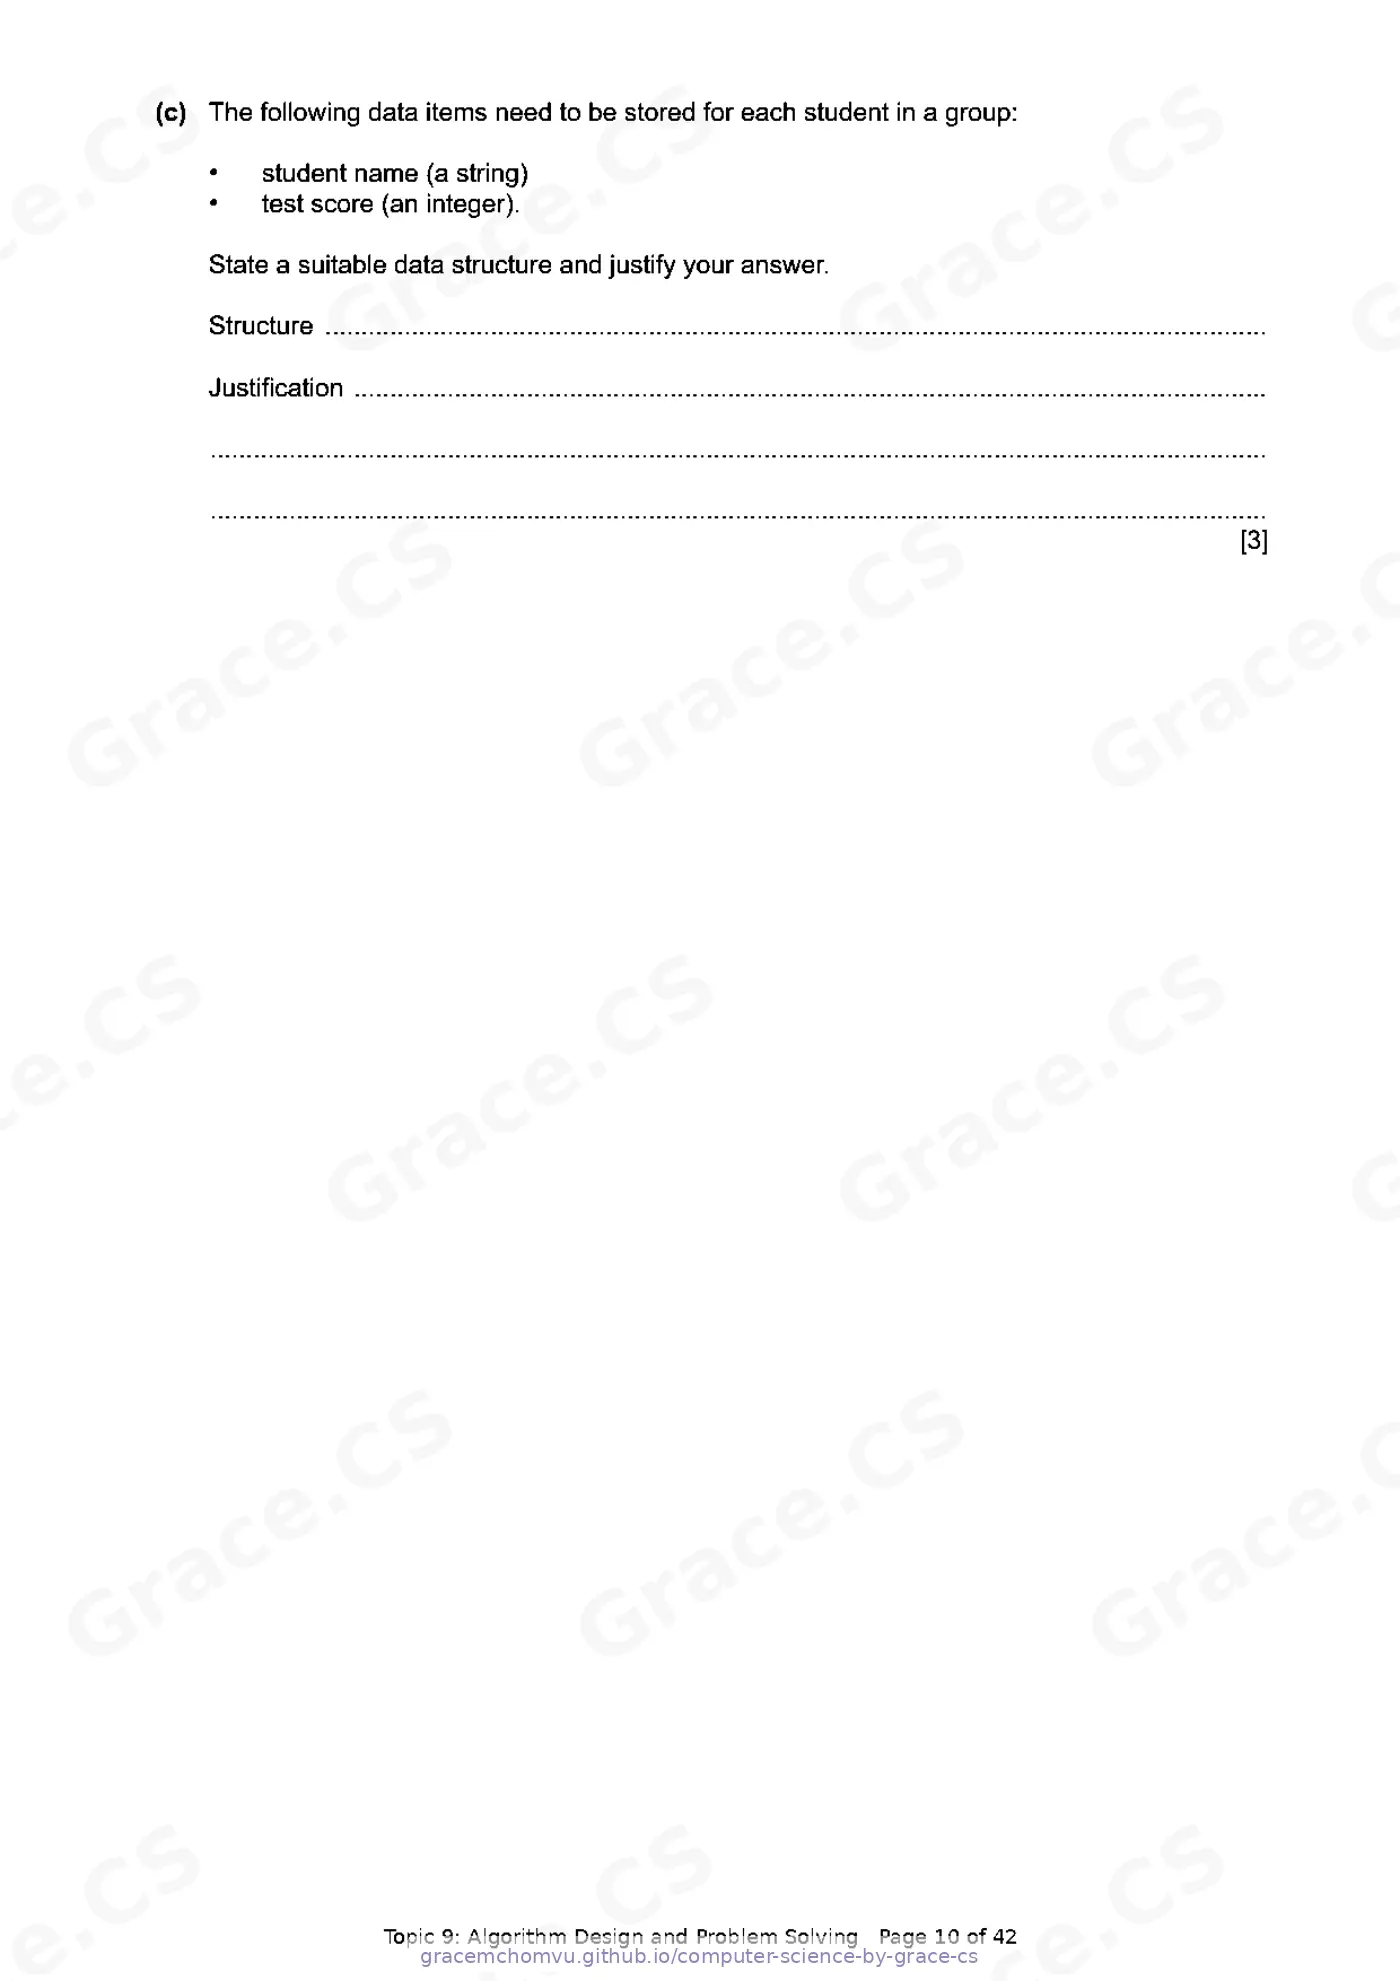 (c) The following data items need to be stored for each student in a group:
• student name (a string)
• test score (an integer).
State a suitable data structure and justify your answer.
Structure ................................................................
Justification ................................................................
................................................................
................................................................
[3]
Grace.CS
Topic 9: Algorithm Design and Problem Solving Page 10 of 42
gracemchomvu.github.io/computer-science-by-grace-cs